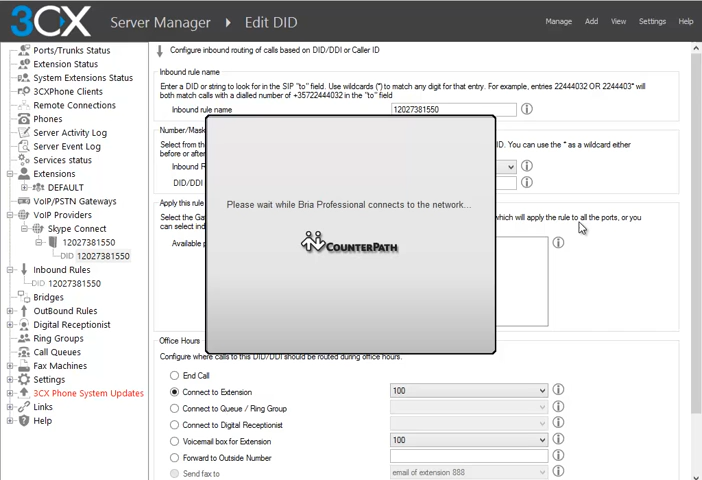 3CX Server Manager Edit DID Manage Add View Settings Help
Ports/Trunks Status
Extension Status
System Extensions Status
3CXPhone Clients
Remote Connections
Phones
Server Activity Log
Server Event Log
Services status
Extensions
DEFAULT
VoIP/PSTN Gateways
VoIP Providers
Skype Connect
12027381550
DID 12027381550
Inbound Rules
DID 12027381550
Bridges
OutBound Rules
Digital Receptionist
Ring Groups
Call Queues
Fax Machines
Settings
3CX Phone System Updates
Links
Help
Configure inbound routing of calls based on DID/DDI or Caller ID
Inbound rule name
Enter a DID or string to look for in the SIP "to" field. Use wildcards (*) to match any digit for that entry. For example, entries 22444032 OR 2244403* will
both match calls with a dialled number of +35722444032 in the "to" field
Inbound rule name 12027381550
Number/Mask
Select from the ID. You can use the * as a wildcard either
before or after
Inbound R
DID/DDI
Apply this rule
Select the Gat which will apply the rule to all the ports, or you
can select ind
Available p
Please wait while Bria Professional connects to the network...
COUNTERPATH
Office Hours
Configure where calls to this DID/DDI should be routed during office hours.
End Call
Connect to Extension 100
Connect to Queue / Ring Group
Connect to Digital Receptionist
Voicemail box for Extension 100
Forward to Outside Number
Send fax to email of extension 888